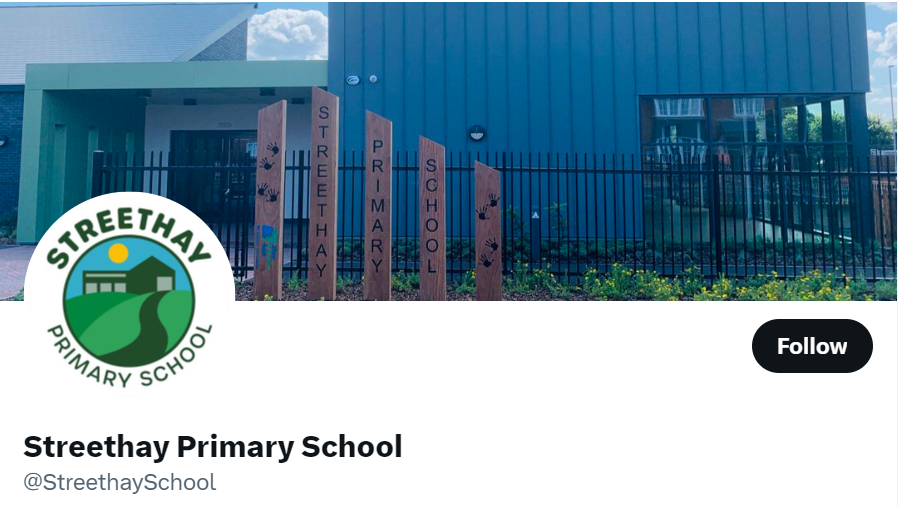 STREETHAY
PRIMARY
SCHOOL
STREETHAY
PRIMARY SCHOOL
Follow
Streethay Primary School
@StreethaySchool